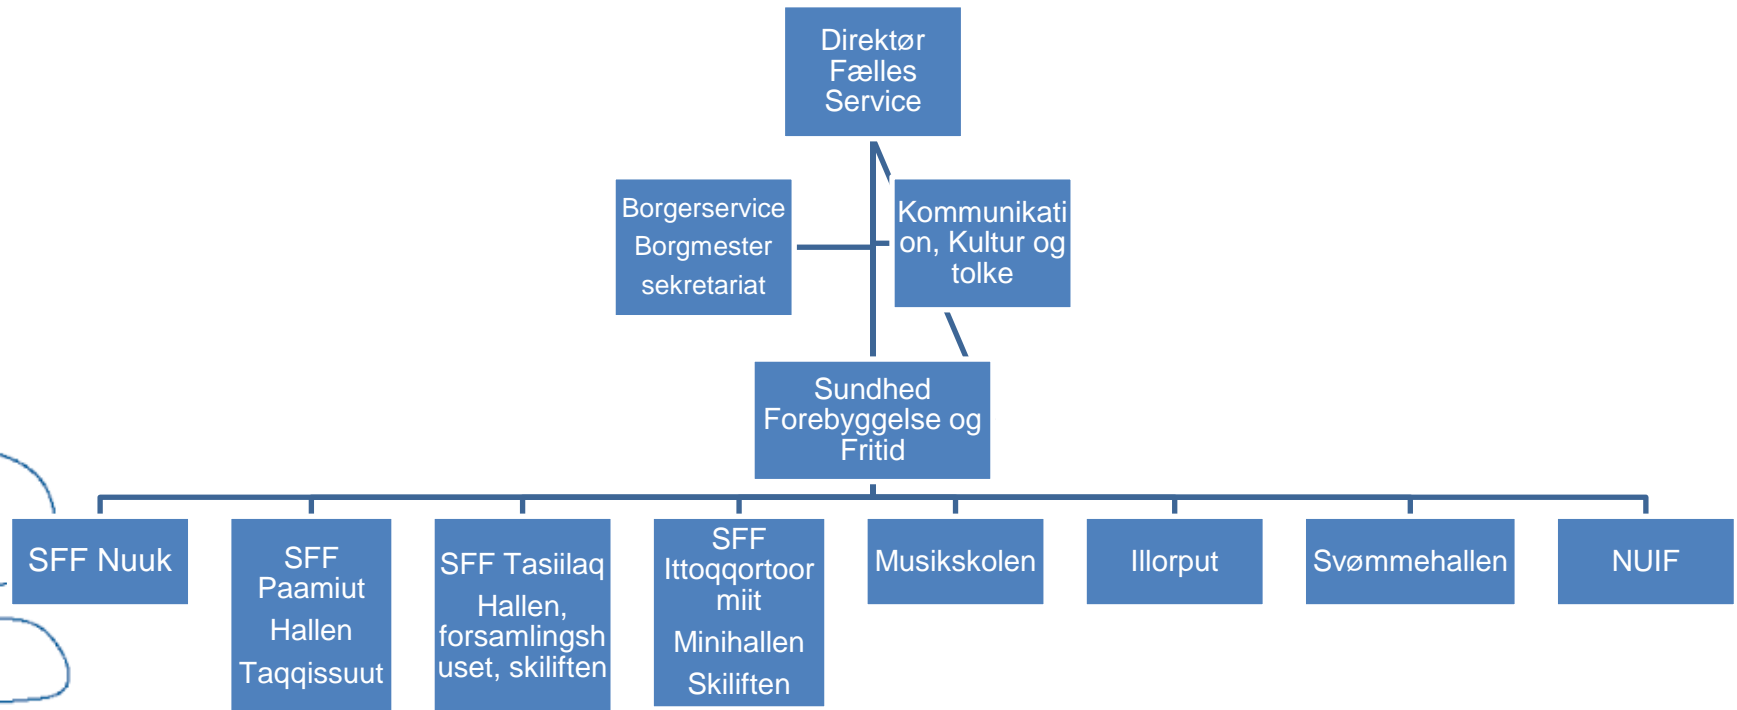 Direktør
Fælles
Service
Borgerservice
Borgmester
sekretariat
Kommunikati
on, Kultur og
tolke
Sundhed
Forebyggelse og
Fritid
SFF Nuuk
SFF
Paamiut
Hallen
Taqqissuut
SFF Tasiilaq
Hallen,
forsamlingsh
uset, skiliften
SFF
Ittoqqortoor
miit
Minihallen
Skiliften
Musikskolen
Illorput
Svømmehallen
NUIF